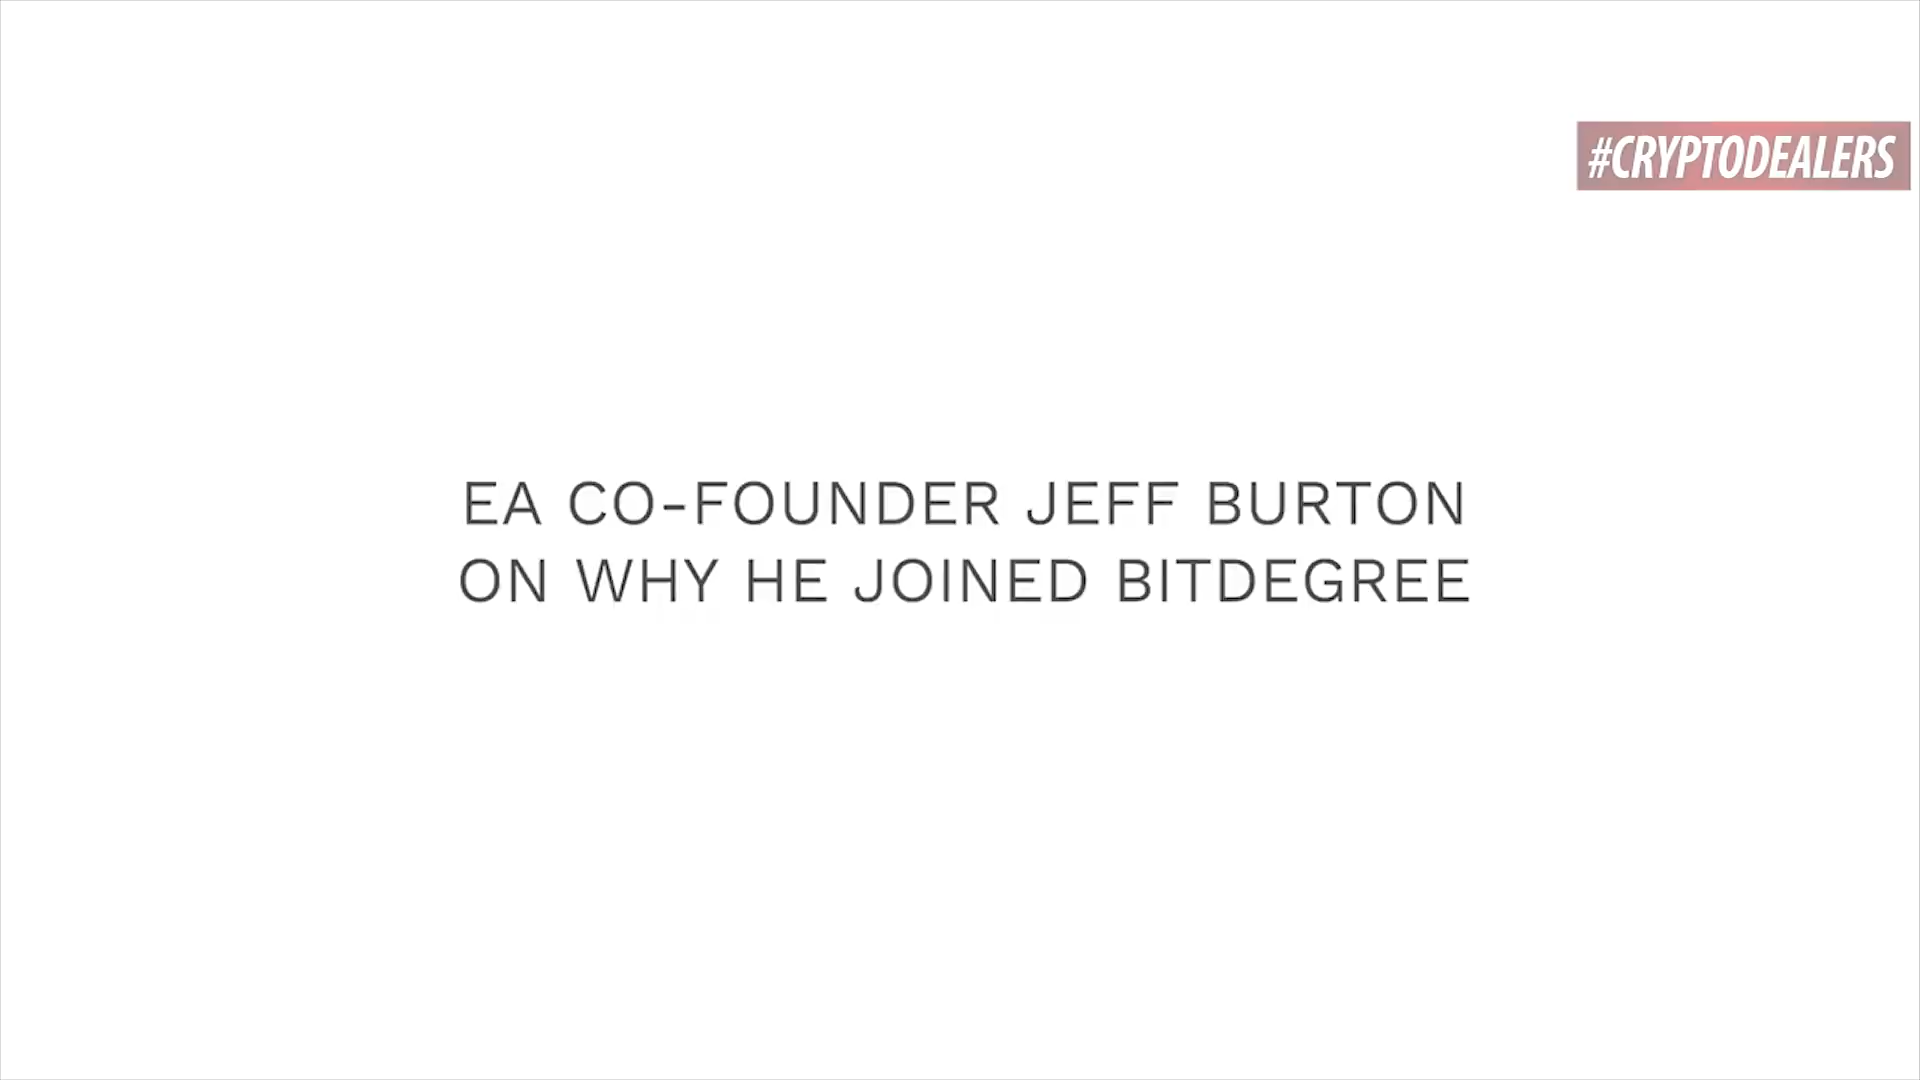 #CRYPTODEALERS
EA CO-FOUNDER JEFF BURTON
ON WHY HE JOINED BITDEGREE